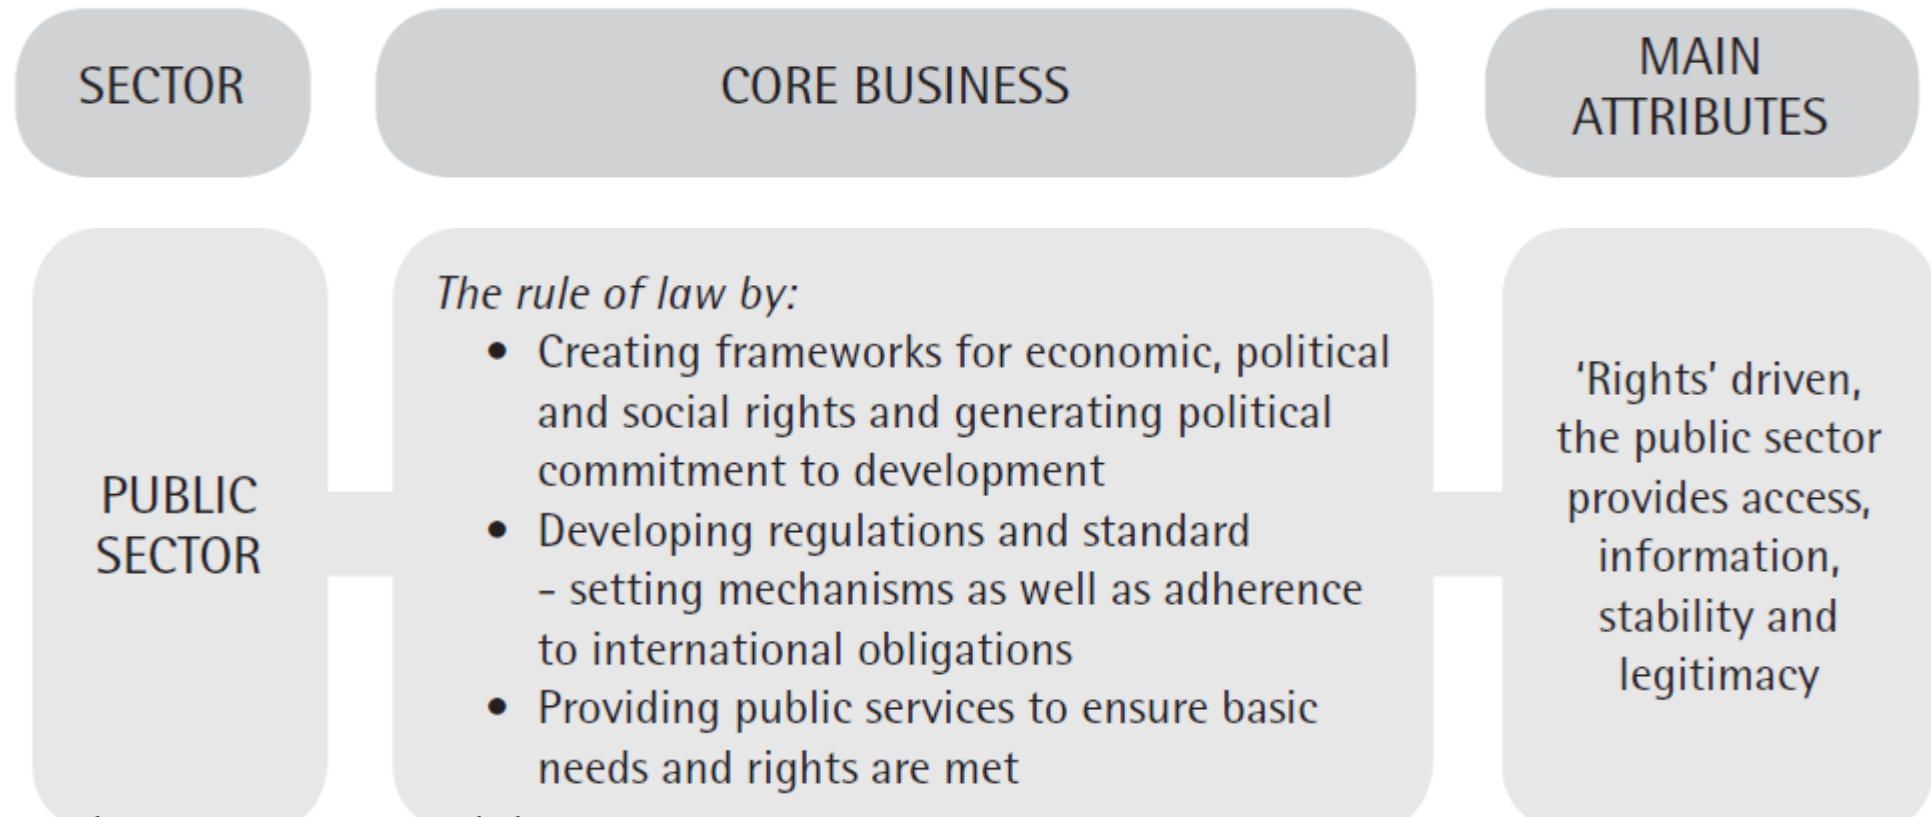 SECTOR
CORE BUSINESS
MAIN
ATTRIBUTES
PUBLIC
SECTOR
The rule of law by:
• Creating frameworks for economic, political
and social rights and generating political
commitment to development
• Developing regulations and standard
- setting mechanisms as well as adherence
to international obligations
• Providing public services to ensure basic
needs and rights are met
‘Rights’ driven,
the public sector
provides access,
information,
stability and
legitimacy